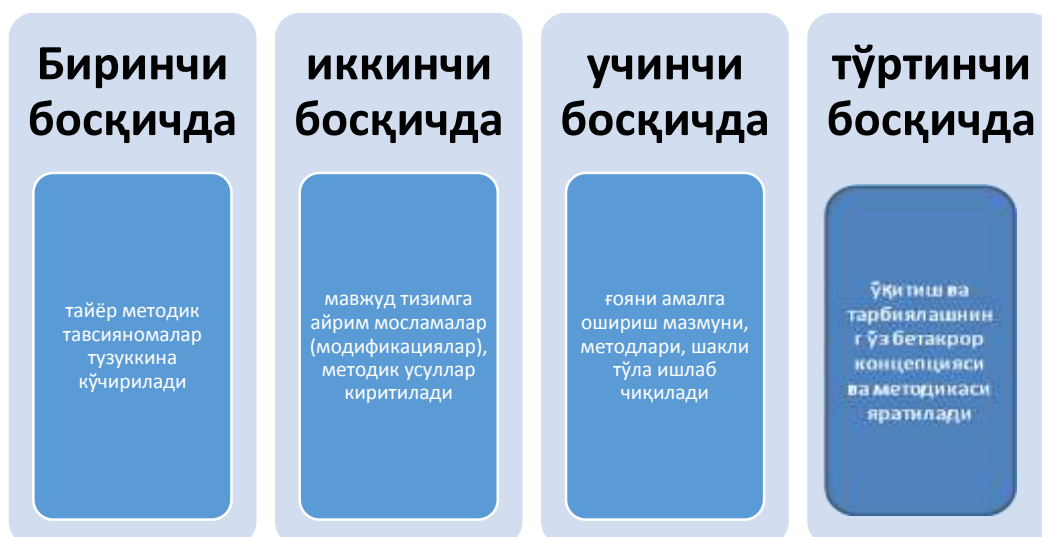 Биринчи
босқичда
тайёр методик
тавсияномалар
тузуккина
кўчирилади
иккинчи
босқичда
мавжуд тизимга
айрим мосламалар
(модификациялар),
методик усуллар
киритилади
учинчи
босқичда
ғояни амалга
ошириш мазмуни,
методлари, шакли
тўла ишлаб
чиқилади
тўртинчи
босқичда
ўқитиш ва
тарбиялашнин
г ўз бетакрор
концепцияси
ва методикаси
яратилади